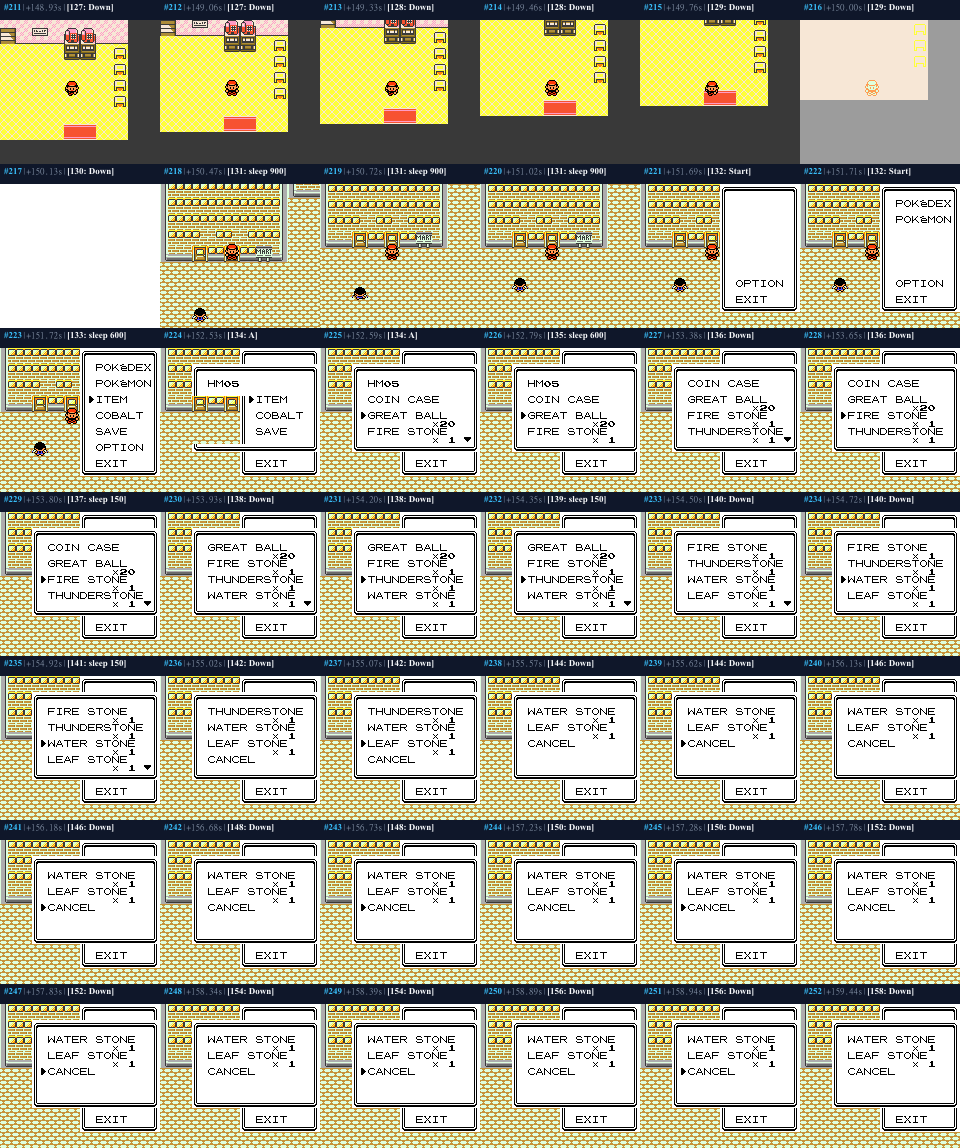 #211|+148.93s| [127: Down]
#212|+149.06s| [127: Down]
#213|+149.33s| [128: Down]
#214|+149.46s| [128: Down]
#215|+149.76s| [129: Down]
#216|+150.00s| [129: Down]
#217|+150.13s| [130: Down]
#218|+150.47s| [131: sleep 900]
#219|+150.72s| [131: sleep 900]
#220|+151.02s| [131: sleep 900]
#221|+151.69s| [132: Start]
#222|+151.71s| [132: Start]
MART
MART
MART
OPTION
EXIT
POKéDEX
POKéMON
OPTION
EXIT
#223|+151.72s| [133: sleep 600]
#224|+152.53s| [134: A]
#225|+152.59s| [134: A]
#226|+152.79s| [135: sleep 600]
#227|+153.38s| [136: Down]
#228|+153.65s| [136: Down]
POKéDEX
POKéMON
ITEM
COBALT
SAVE
OPTION
EXIT
HM05
ITEM
COBALT
SAVE
EXIT
HM05
COIN CASE
GREAT BALL
×20
FIRE STONE
× 1
EXIT
HM05
COIN CASE
GREAT BALL
×20
FIRE STONE
× 1
EXIT
COIN CASE
GREAT BALL
×20
FIRE STONE
× 1
THUNDERSTONE
× 1
EXIT
COIN CASE
GREAT BALL
×20
FIRE STONE
× 1
THUNDERSTONE
× 1
EXIT
#229|+153.80s| [137: sleep 150]
#230|+153.93s| [138: Down]
#231|+154.20s| [138: Down]
#232|+154.35s| [139: sleep 150]
#233|+154.50s| [140: Down]
#234|+154.72s| [140: Down]
COIN CASE
GREAT BALL
×20
FIRE STONE
× 1
THUNDERSTONE
× 1
EXIT
GREAT BALL
×20
FIRE STONE
× 1
THUNDERSTONE
× 1
WATER STONE
× 1
EXIT
GREAT BALL
×20
FIRE STONE
× 1
THUNDERSTONE
× 1
WATER STONE
× 1
EXIT
GREAT BALL
×20
FIRE STONE
× 1
THUNDERSTONE
× 1
WATER STONE
× 1
EXIT
FIRE STONE
× 1
THUNDERSTONE
× 1
WATER STONE
× 1
LEAF STONE
× 1
EXIT
FIRE STONE
× 1
THUNDERSTONE
× 1
WATER STONE
× 1
LEAF STONE
× 1
EXIT
#235|+154.92s| [141: sleep 150]
#236|+155.02s| [142: Down]
#237|+155.07s| [142: Down]
#238|+155.57s| [144: Down]
#239|+155.62s| [144: Down]
#240|+156.13s| [146: Down]
FIRE STONE
× 1
THUNDERSTONE
× 1
WATER STONE
× 1
LEAF STONE
× 1
EXIT
THUNDERSTONE
× 1
WATER STONE
× 1
LEAF STONE
× 1
CANCEL
EXIT
THUNDERSTONE
× 1
WATER STONE
× 1
LEAF STONE
× 1
CANCEL
EXIT
WATER STONE
× 1
LEAF STONE
× 1
CANCEL
EXIT
WATER STONE
× 1
LEAF STONE
× 1
CANCEL
EXIT
WATER STONE
× 1
LEAF STONE
× 1
CANCEL
EXIT
#241|+156.18s| [146: Down]
#242|+156.68s| [148: Down]
#243|+156.73s| [148: Down]
#244|+157.23s| [150: Down]
#245|+157.28s| [150: Down]
#246|+157.78s| [152: Down]
WATER STONE
× 1
LEAF STONE
× 1
CANCEL
EXIT
WATER STONE
× 1
LEAF STONE
× 1
CANCEL
EXIT
WATER STONE
× 1
LEAF STONE
× 1
CANCEL
EXIT
WATER STONE
× 1
LEAF STONE
× 1
CANCEL
EXIT
WATER STONE
× 1
LEAF STONE
× 1
CANCEL
EXIT
WATER STONE
× 1
LEAF STONE
× 1
CANCEL
EXIT
#247|+157.83s| [152: Down]
#248|+158.34s| [154: Down]
#249|+158.39s| [154: Down]
#250|+158.89s| [156: Down]
#251|+158.94s| [156: Down]
#252|+159.44s| [158: Down]
WATER STONE
× 1
LEAF STONE
× 1
CANCEL
EXIT
WATER STONE
× 1
LEAF STONE
× 1
CANCEL
EXIT
WATER STONE
× 1
LEAF STONE
× 1
CANCEL
EXIT
WATER STONE
× 1
LEAF STONE
× 1
CANCEL
EXIT
WATER STONE
× 1
LEAF STONE
× 1
CANCEL
EXIT
WATER STONE
× 1
LEAF STONE
× 1
CANCEL
EXIT